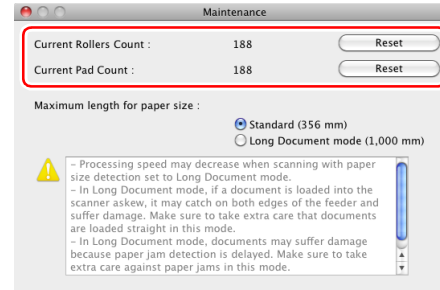 Maintenance
Current Rollers Count : 188 Reset
Current Pad Count : 188 Reset
Maximum length for paper size :
Standard (356 mm)
Long Document mode (1,000 mm)
– Processing speed may decrease when scanning with paper
size detection set to Long Document mode.
– In Long Document mode, if a document is loaded into the
scanner askew, it may catch on both edges of the feeder and
suffer damage. Make sure to take extra care that documents
are loaded straight in this mode.
– In Long Document mode, documents may suffer damage
because paper jam detection is delayed. Make sure to take
extra care against paper jams in this mode.